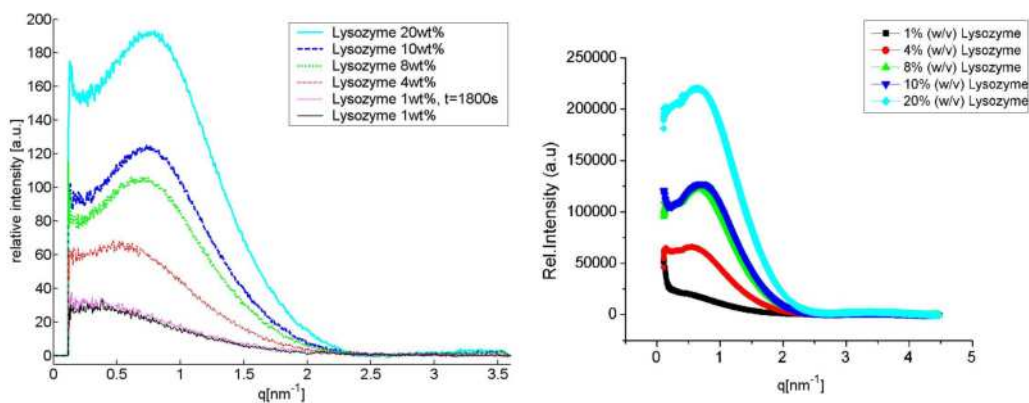 200
180
160
140
120
100
80
60
40
20
0
relative intensity [a.u.]
0 0.5 1 1.5 2 2.5 3 3.5
q[nm⁻¹]
Lysozyme 20wt%
Lysozyme 10wt%
Lysozyme 8wt%
Lysozyme 4wt%
Lysozyme 1wt%, t=1800s
Lysozyme 1wt%
1% (w/v) Lysozyme
4% (w/v) Lysozyme
8% (w/v) Lysozyme
10% (w/v) Lysozyme
20% (w/v) Lysozyme
250000
200000
150000
100000
50000
0
Rel.Intensity (a.u)
0 1 2 3 4 5
q[nm⁻¹]